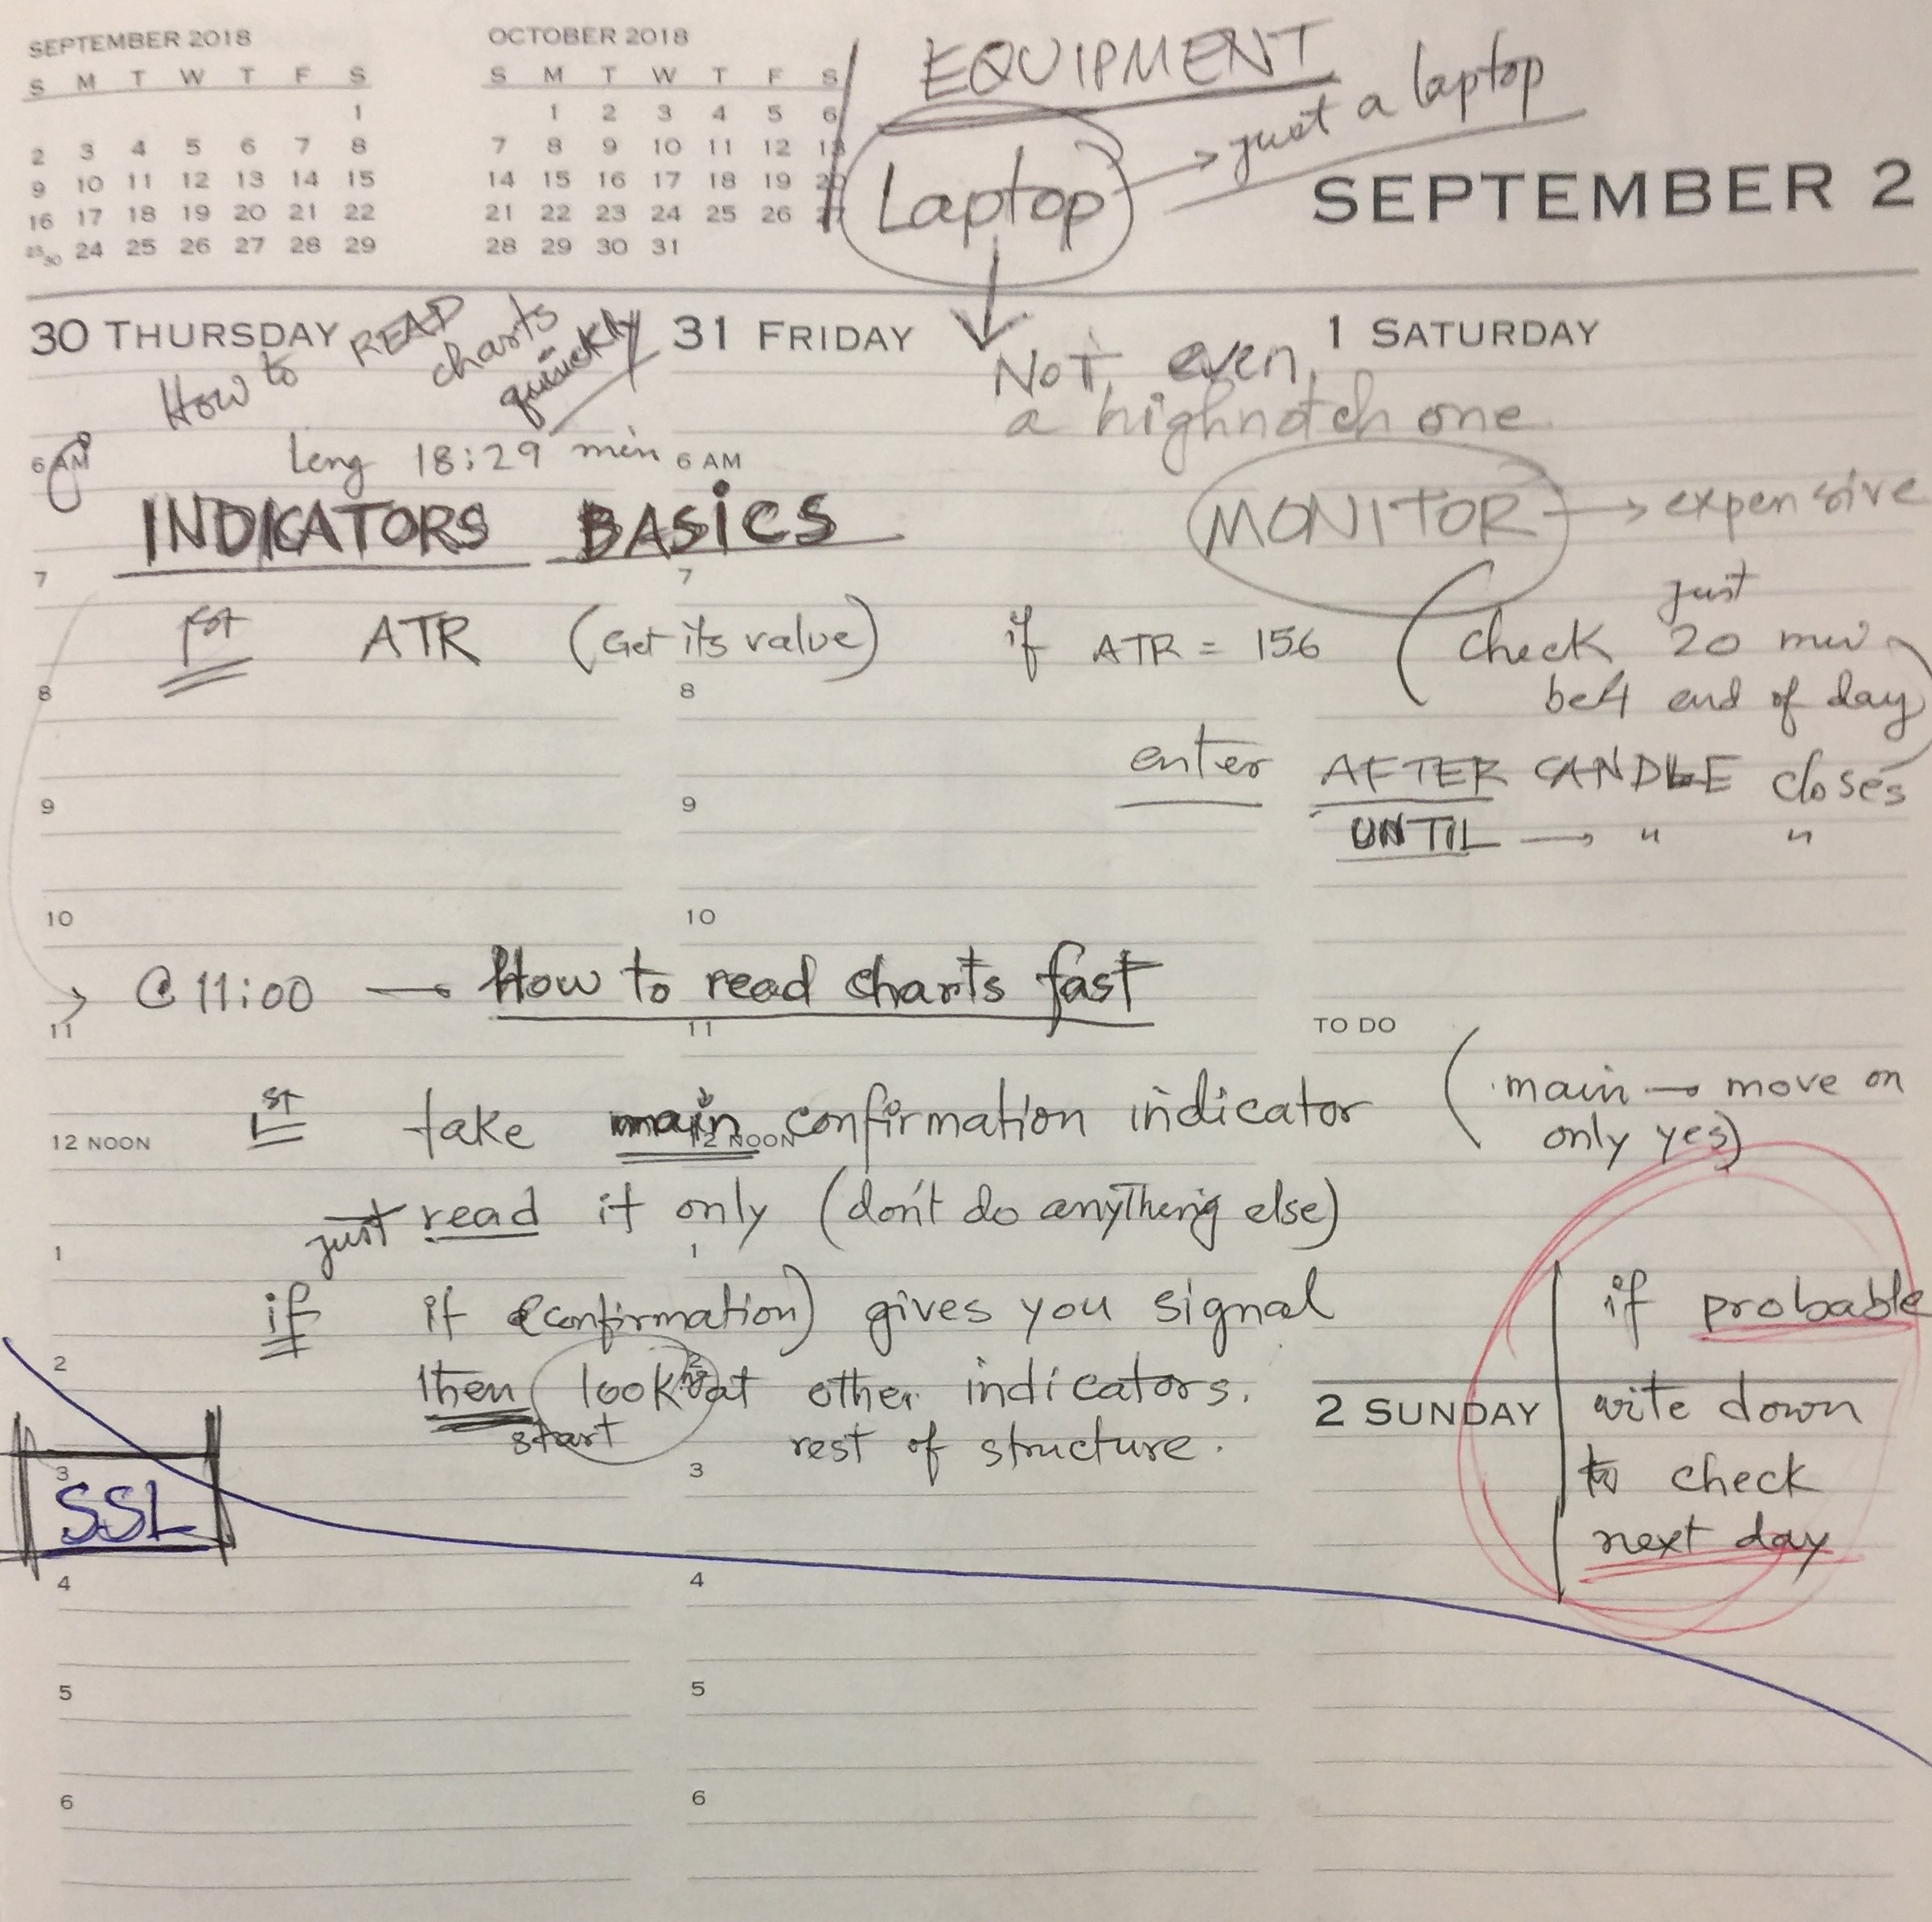 SEPTEMBER 2018
S M T W T F S
1
2 3 4 5 6 7 8
9 10 11 12 13 14 15
16 17 18 19 20 21 22
23/30 24 25 26 27 28 29
OCTOBER 2018
S M T W T F S
1 2 3 4 5 6
7 8 9 10 11 12 13
14 15 16 17 18 19 20
21 22 23 24 25 26 27
28 29 30 31
EQUIPMENT
Laptop → just a laptop
SEPTEMBER 2
30 THURSDAY
31 FRIDAY
1 SATURDAY
How to READ charts quickly
Not even
a highnotch one
6 AM
Leng 18:29 min
6 AM
INDICATORS BASICS
MONITOR → expensive
7
7
1st ATR (Get its value) if ATR = 156
(Check just 20 min
be4 end of day)
8
8
enter AFTER CANDLE closes
UNTIL → " "
9
9
10
10
→ @ 11:00 → How to read charts fast
11
11
TO DO
1st take main confirmation indicator
(main → move on
only yes)
12 NOON
12 NOON
just read it only (don't do anything else)
1
1
if if (confirmation) gives you signal
2
2
then look at other indicators.
start rest of structure.
if probable
2 SUNDAY
write down
to check
next day
3
3
SSL
4
4
5
5
6
6